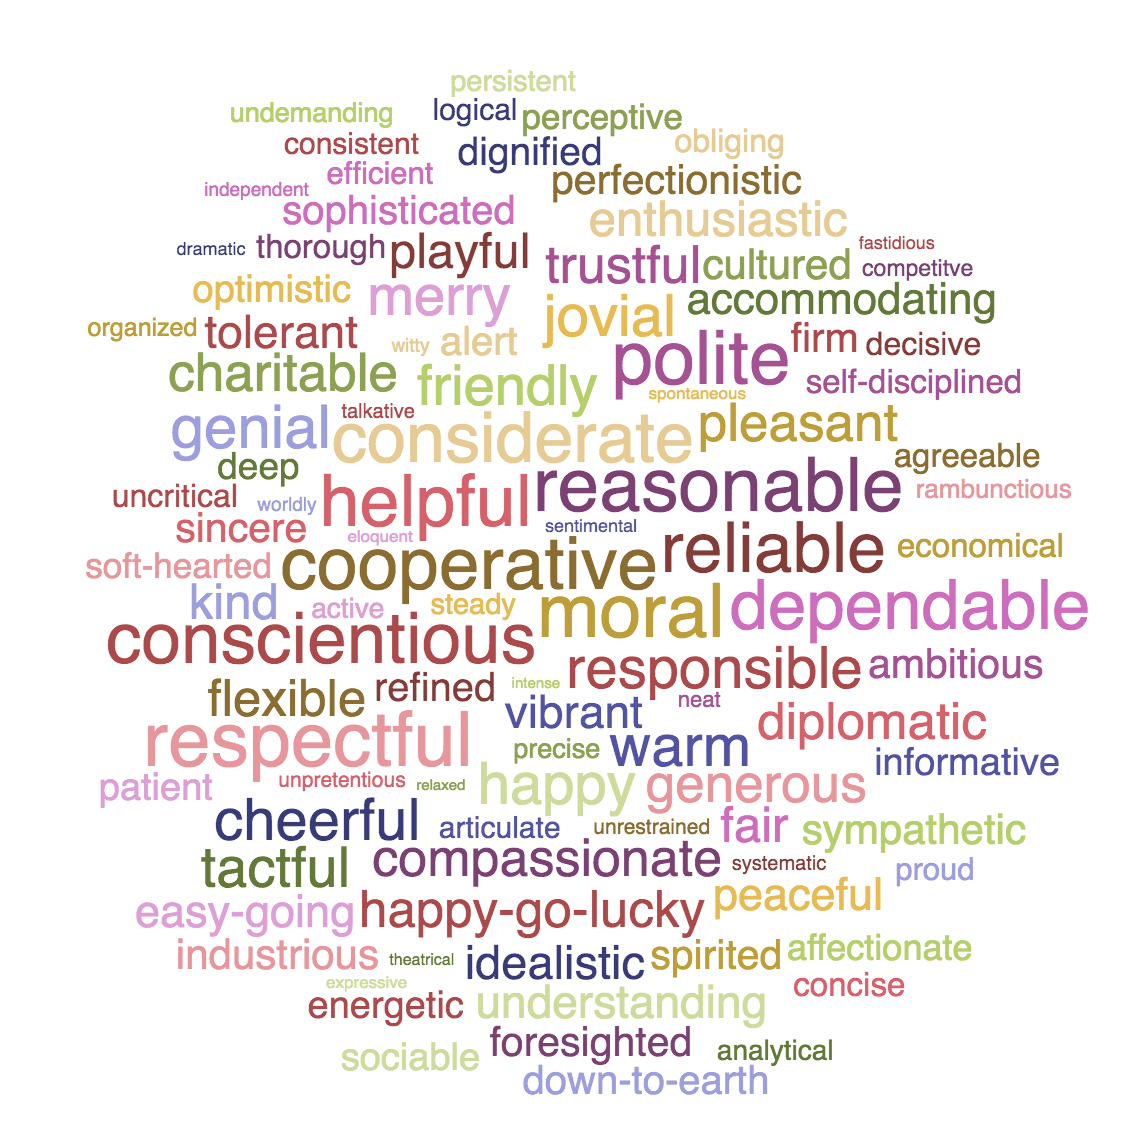 persistent
undemanding
logical
perceptive
consistent
dignified
obliging
efficient
perfectionistic
independent
sophisticated
enthusiastic
dramatic
thorough
playful
trustful
cultured
fastidious
competitve
optimistic
merry
jovial
accommodating
organized
tolerant
witty
alert
polite
firm
decisive
charitable
friendly
spontaneous
self-disciplined
genial
talkative
considerate
pleasant
deep
agreeable
uncritical
worldly
helpful
reasonable
rambunctious
sincere
eloquent
sentimental
soft-hearted
cooperative
reliable
economical
kind
active
steady
moral
dependable
conscientious
responsible
ambitious
flexible
refined
intense
neat
respectful
vibrant
precise
warm
diplomatic
informative
patient
unpretentious
relaxed
happy
generous
cheerful
articulate
unrestrained
fair
sympathetic
tactful
compassionate
systematic
proud
easy-going
happy-go-lucky
peaceful
industrious
theatrical
idealistic
spirited
affectionate
expressive
concise
energetic
understanding
sociable
foresighted
analytical
down-to-earth